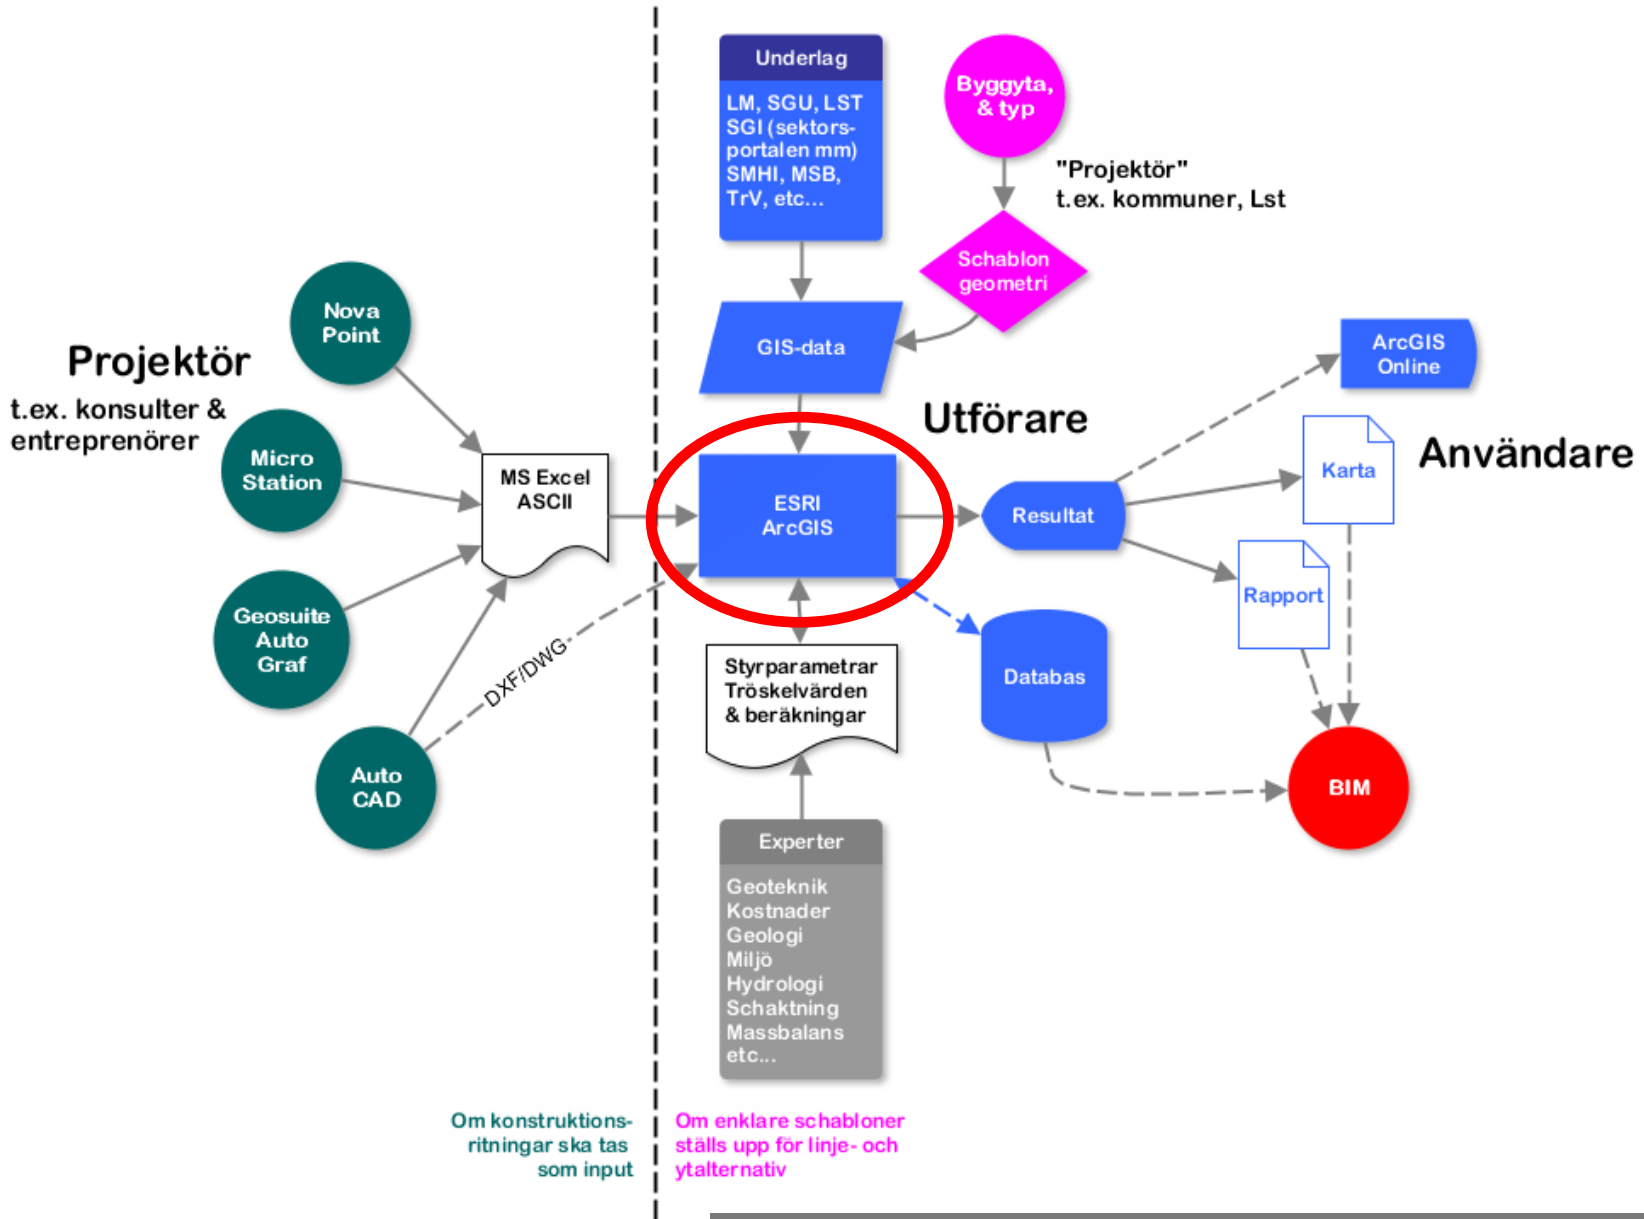 Underlag
LM, SGU, LST
SGI (sektors-
portalen mm)
SMHI, MSB,
TrV, etc...
Byggyta,
& typ
"Projektör"
t.ex. kommuner, Lst
Schablon
geometri
GIS-data
Nova
Point
Projektör
t.ex. konsulter &
entreprenörer
Micro
Station
Geosuite
Auto
Graf
Auto
CAD
MS Excel
ASCII
DXF/DWG
ESRI
ArcGIS
Utförare
Resultat
ArcGIS
Online
Karta
Användare
Rapport
Databas
BIM
Styrparametrar
Tröskelvärden
& beräkningar
Experter
Geoteknik
Kostnader
Geologi
Miljö
Hydrologi
Schaktning
Massbalans
etc...
Om konstruktions-
ritningar ska tas
som input
Om enklare schabloner
ställs upp för linje- och
ytalternativ